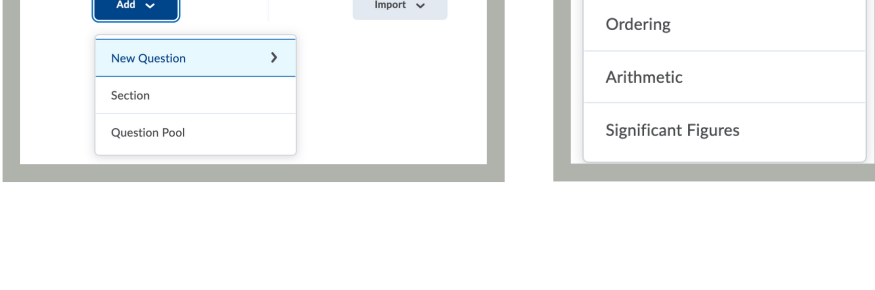 Add
Import
New Question
Section
Question Pool
Ordering
Arithmetic
Significant Figures